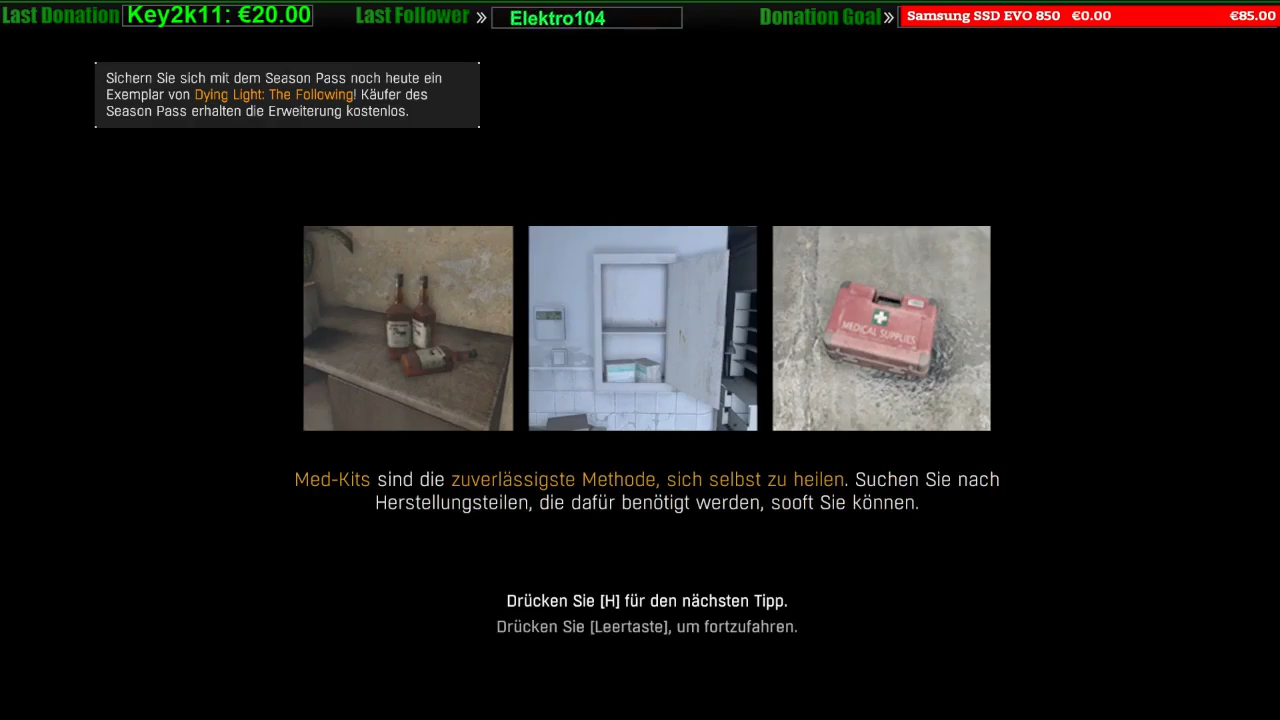 Last Donation Key2k11: €20.00 Last Follower » Elektro104 Donation Goal » Samsung SSD EVO 850 €0.00 €85.00
Sichern Sie sich mit dem Season Pass noch heute ein
Exemplar von Dying Light: The Following! Käufer des
Season Pass erhalten die Erweiterung kostenlos.
MEDICAL SUPPLIES
Med-Kits sind die zuverlässigste Methode, sich selbst zu heilen. Suchen Sie nach
Herstellungsteilen, die dafür benötigt werden, sooft Sie können.
Drücken Sie [H] für den nächsten Tipp.
Drücken Sie [Leertaste], um fortzufahren.